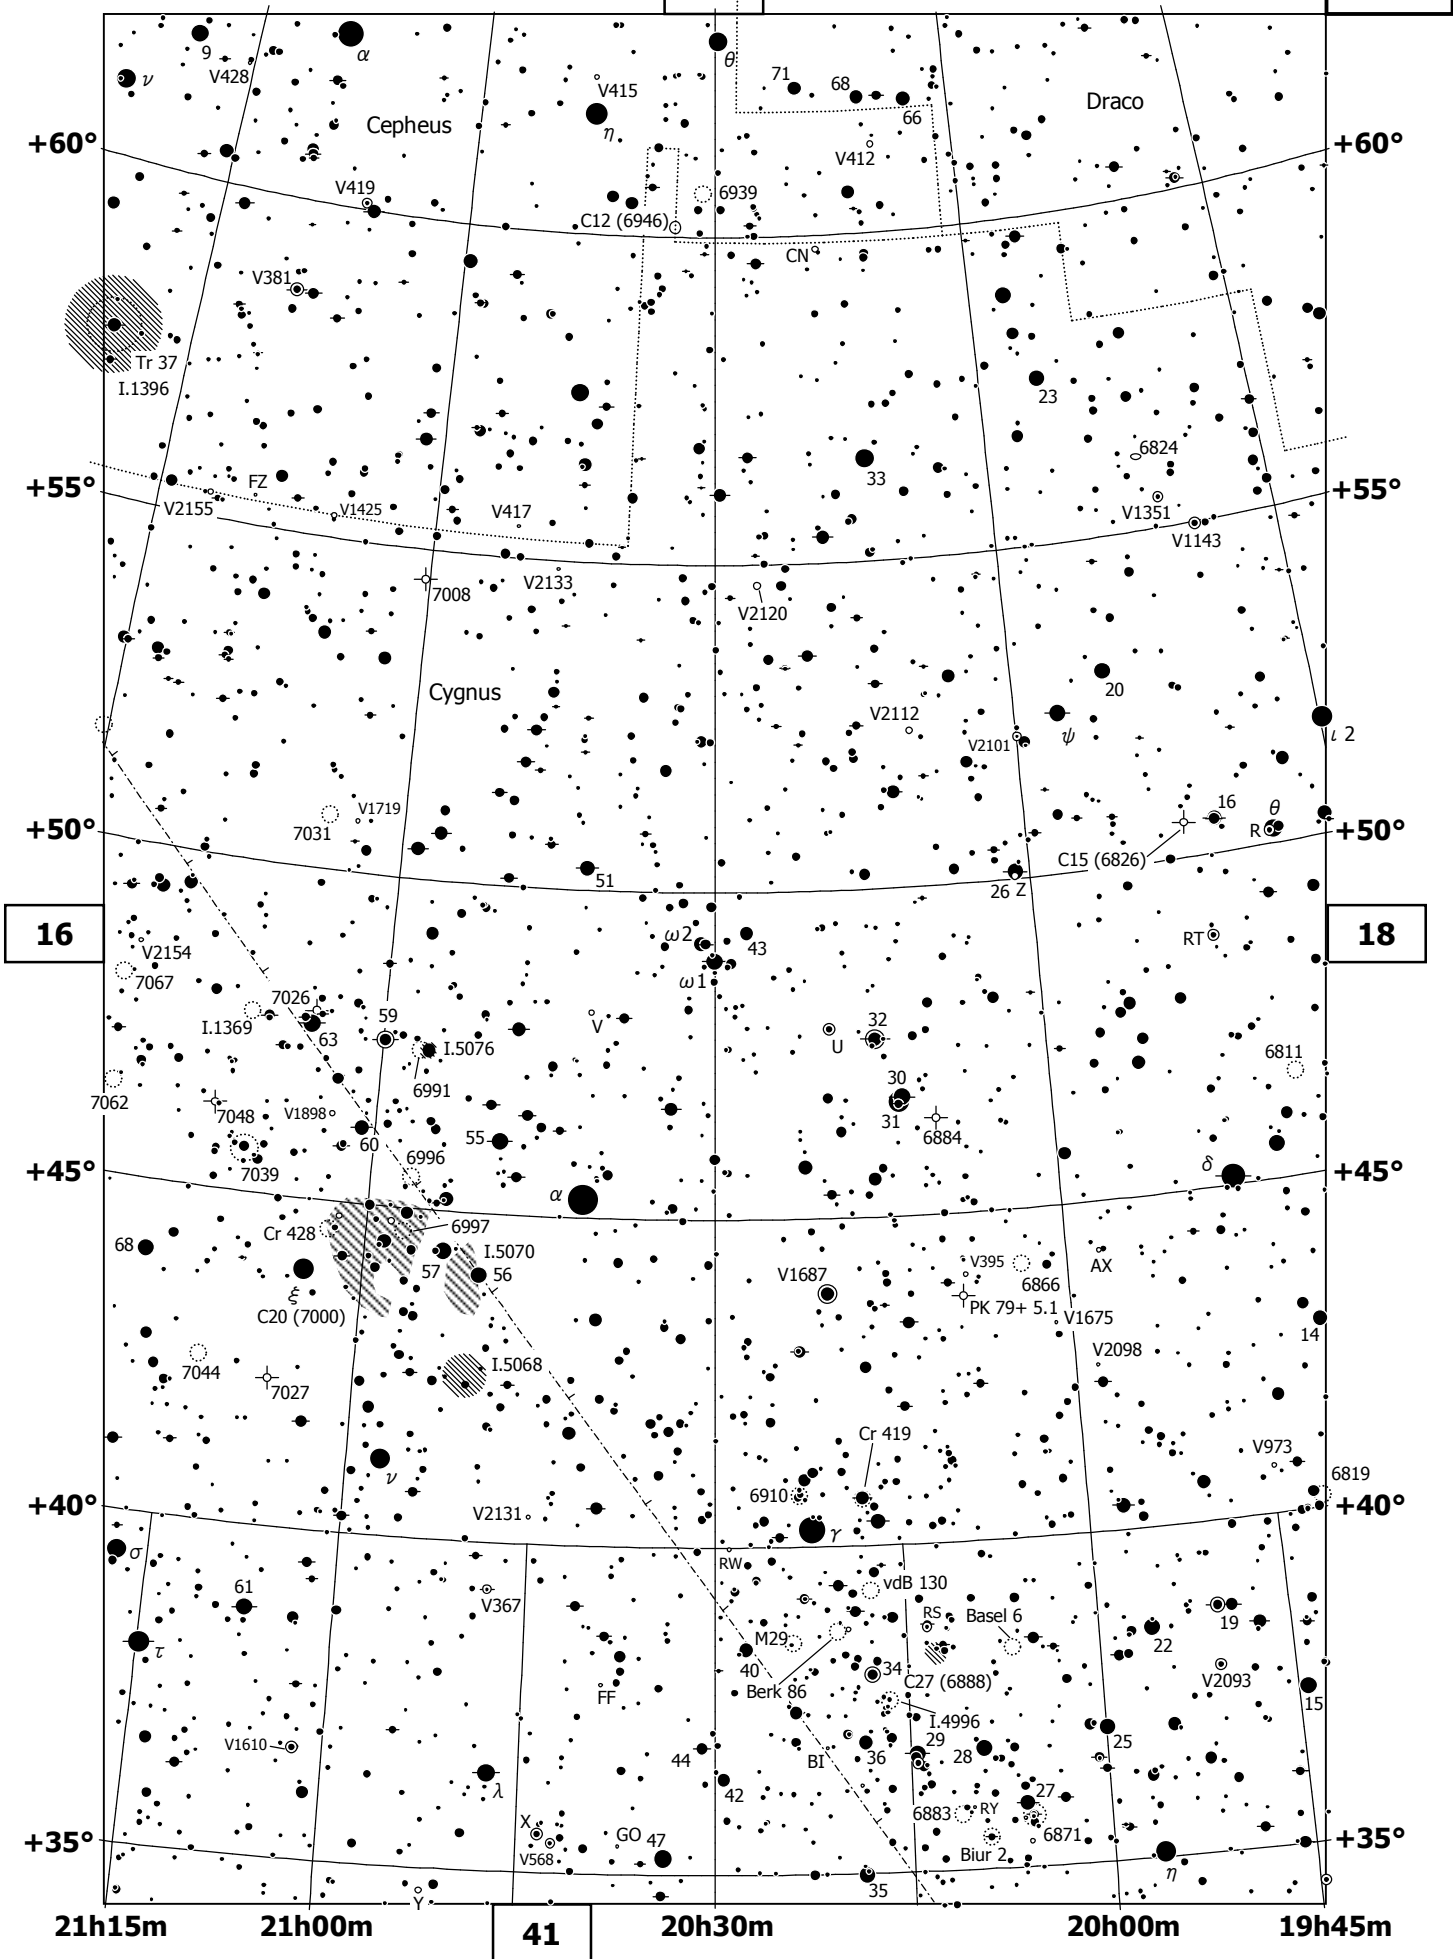 9
α
θ
ν
V428
V415
71
68
66
Draco
Cepheus
η
+60°
V412
+60°
V419
6939
C12 (6946)
CN
V381
Tr 37
I.1396
23
6824
33
+55°
FZ
+55°
V2155
V1425
V417
V1351
V1143
V2133
7008
V2120
Cygnus
20
V2112
ψ
V2101
ι 2
V1719
16
θ
+50°
7031
R
+50°
C15 (6826)
51
26 Z
16
ω2
43
RT
18
V2154
7067
ω1
7026
59
V
32
I.1369
63
I.5076
U
6811
6991
30
7062
7048
V1898
31
6884
60
55
6996
+45°
7039
δ
+45°
α
Cr 428
6997
68
I.5070
57
56
V395
AX
ξ
V1687
6866
C20 (7000)
PK 79+ 5.1
V1675
14
I.5068
V2098
7044
7027
Cr 419
V973
ν
6819
+40°
6910
+40°
V2131
γ
σ
RW
61
vdB 130
V367
RS
Basel 6
19
M29
22
τ
40
34
C27 (6888)
V2093
FF
Berk 86
15
I.4996
V1610
29
25
44
BI
36
28
λ
42
27
X
6883
RY
+35°
GO
47
6871
+35°
V568
Biur 2
35
η
Y
21h15m
21h00m
41
20h30m
20h00m
19h45m